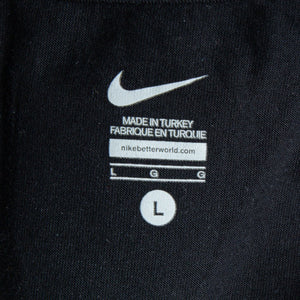 MADE IN TURKEY
FABRIQUE EN TURQUIE
nikebetterworld.com
L G G
L